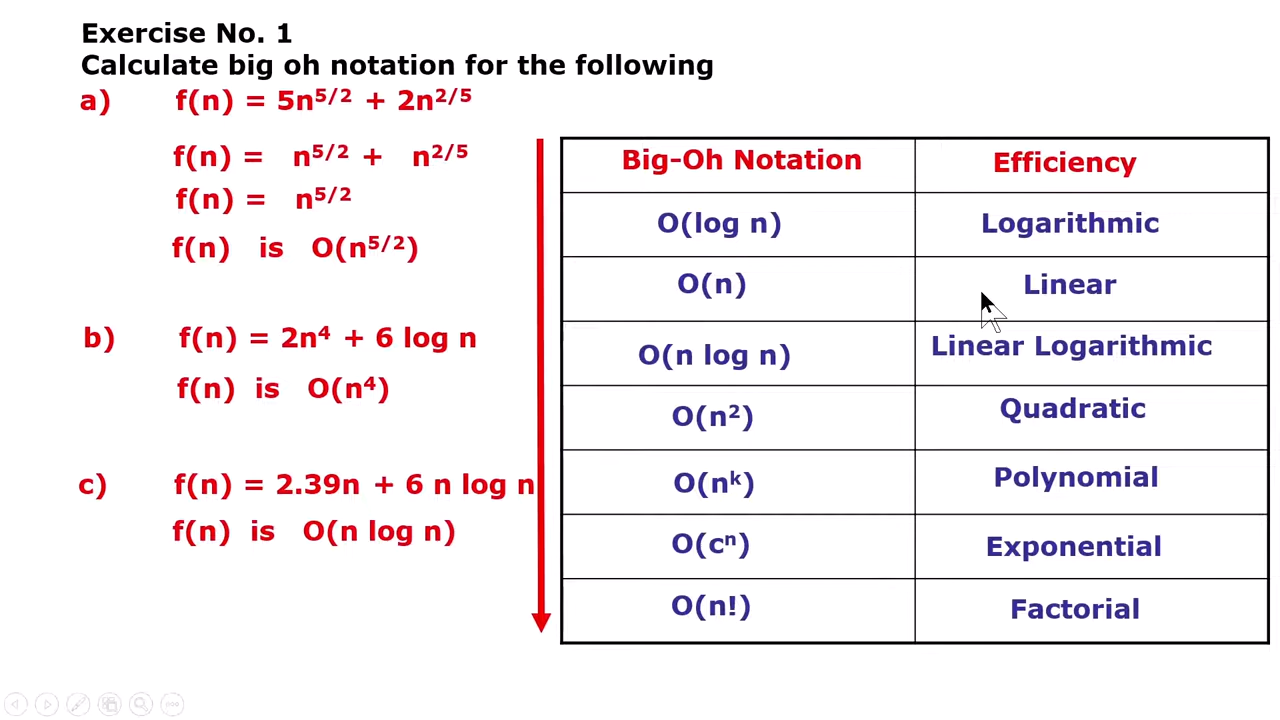 Exercise No. 1
Calculate big oh notation for the following
a) f(n) = 5n^5/2 + 2n^2/5
f(n) = n^5/2 + n^2/5
f(n) = n^5/2
f(n) is O(n^5/2)
b) f(n) = 2n⁴ + 6 log n
f(n) is O(n⁴)
c) f(n) = 2.39n + 6 n log n
f(n) is O(n log n)
Big-Oh Notation Efficiency
O(log n) Logarithmic
O(n) Linear
O(n log n) Linear Logarithmic
O(n²) Quadratic
O(nᵏ) Polynomial
O(cⁿ) Exponential
O(n!) Factorial